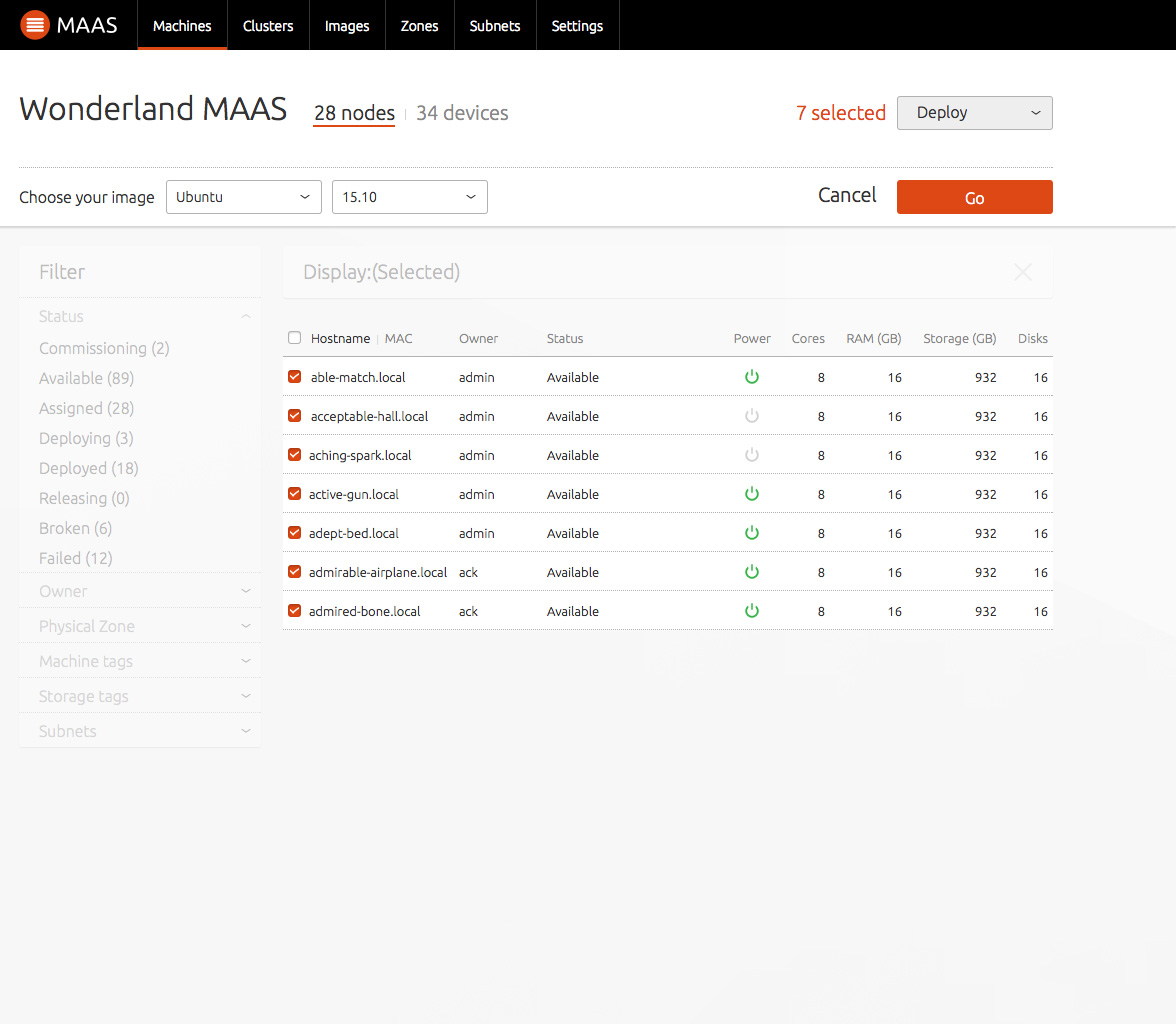 MAAS Machines Clusters Images Zones Subnets Settings
Wonderland MAAS 28 nodes 34 devices 7 selected Deploy
Choose your image Ubuntu 15.10 Cancel Go
Filter
Status
Commissioning (2)
Available (89)
Assigned (28)
Deploying (3)
Deployed (18)
Releasing (0)
Broken (6)
Failed (12)
Owner
Physical Zone
Machine tags
Storage tags
Subnets
Display:(Selected)
Hostname | MAC Owner Status Power Cores RAM (GB) Storage (GB) Disks
able-match.local admin Available 8 16 932 16
acceptable-hall.local admin Available 8 16 932 16
aching-spark.local admin Available 8 16 932 16
active-gun.local admin Available 8 16 932 16
adept-bed.local admin Available 8 16 932 16
admirable-airplane.local ack Available 8 16 932 16
admired-bone.local ack Available 8 16 932 16